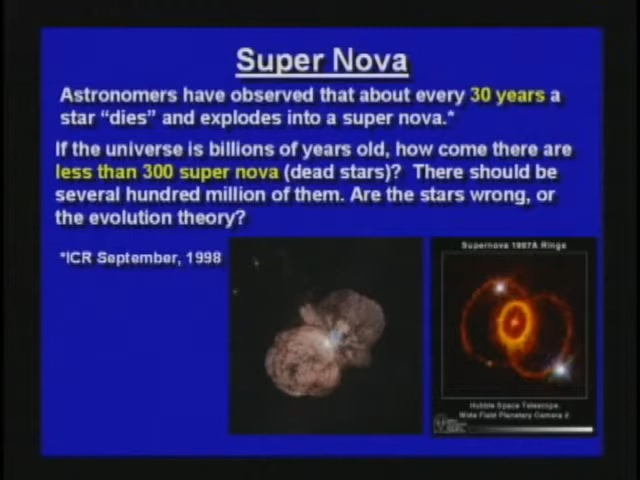 Super Nova
Astronomers have observed that about every 30 years a
star “dies” and explodes into a super nova.*
If the universe is billions of years old, how come there are
less than 300 super nova (dead stars)? There should be
several hundred million of them. Are the stars wrong, or
the evolution theory?
*ICR September, 1998
Supernova 1987A Rings
Hubble Space Telescope
Wide Field Planetary Camera 2